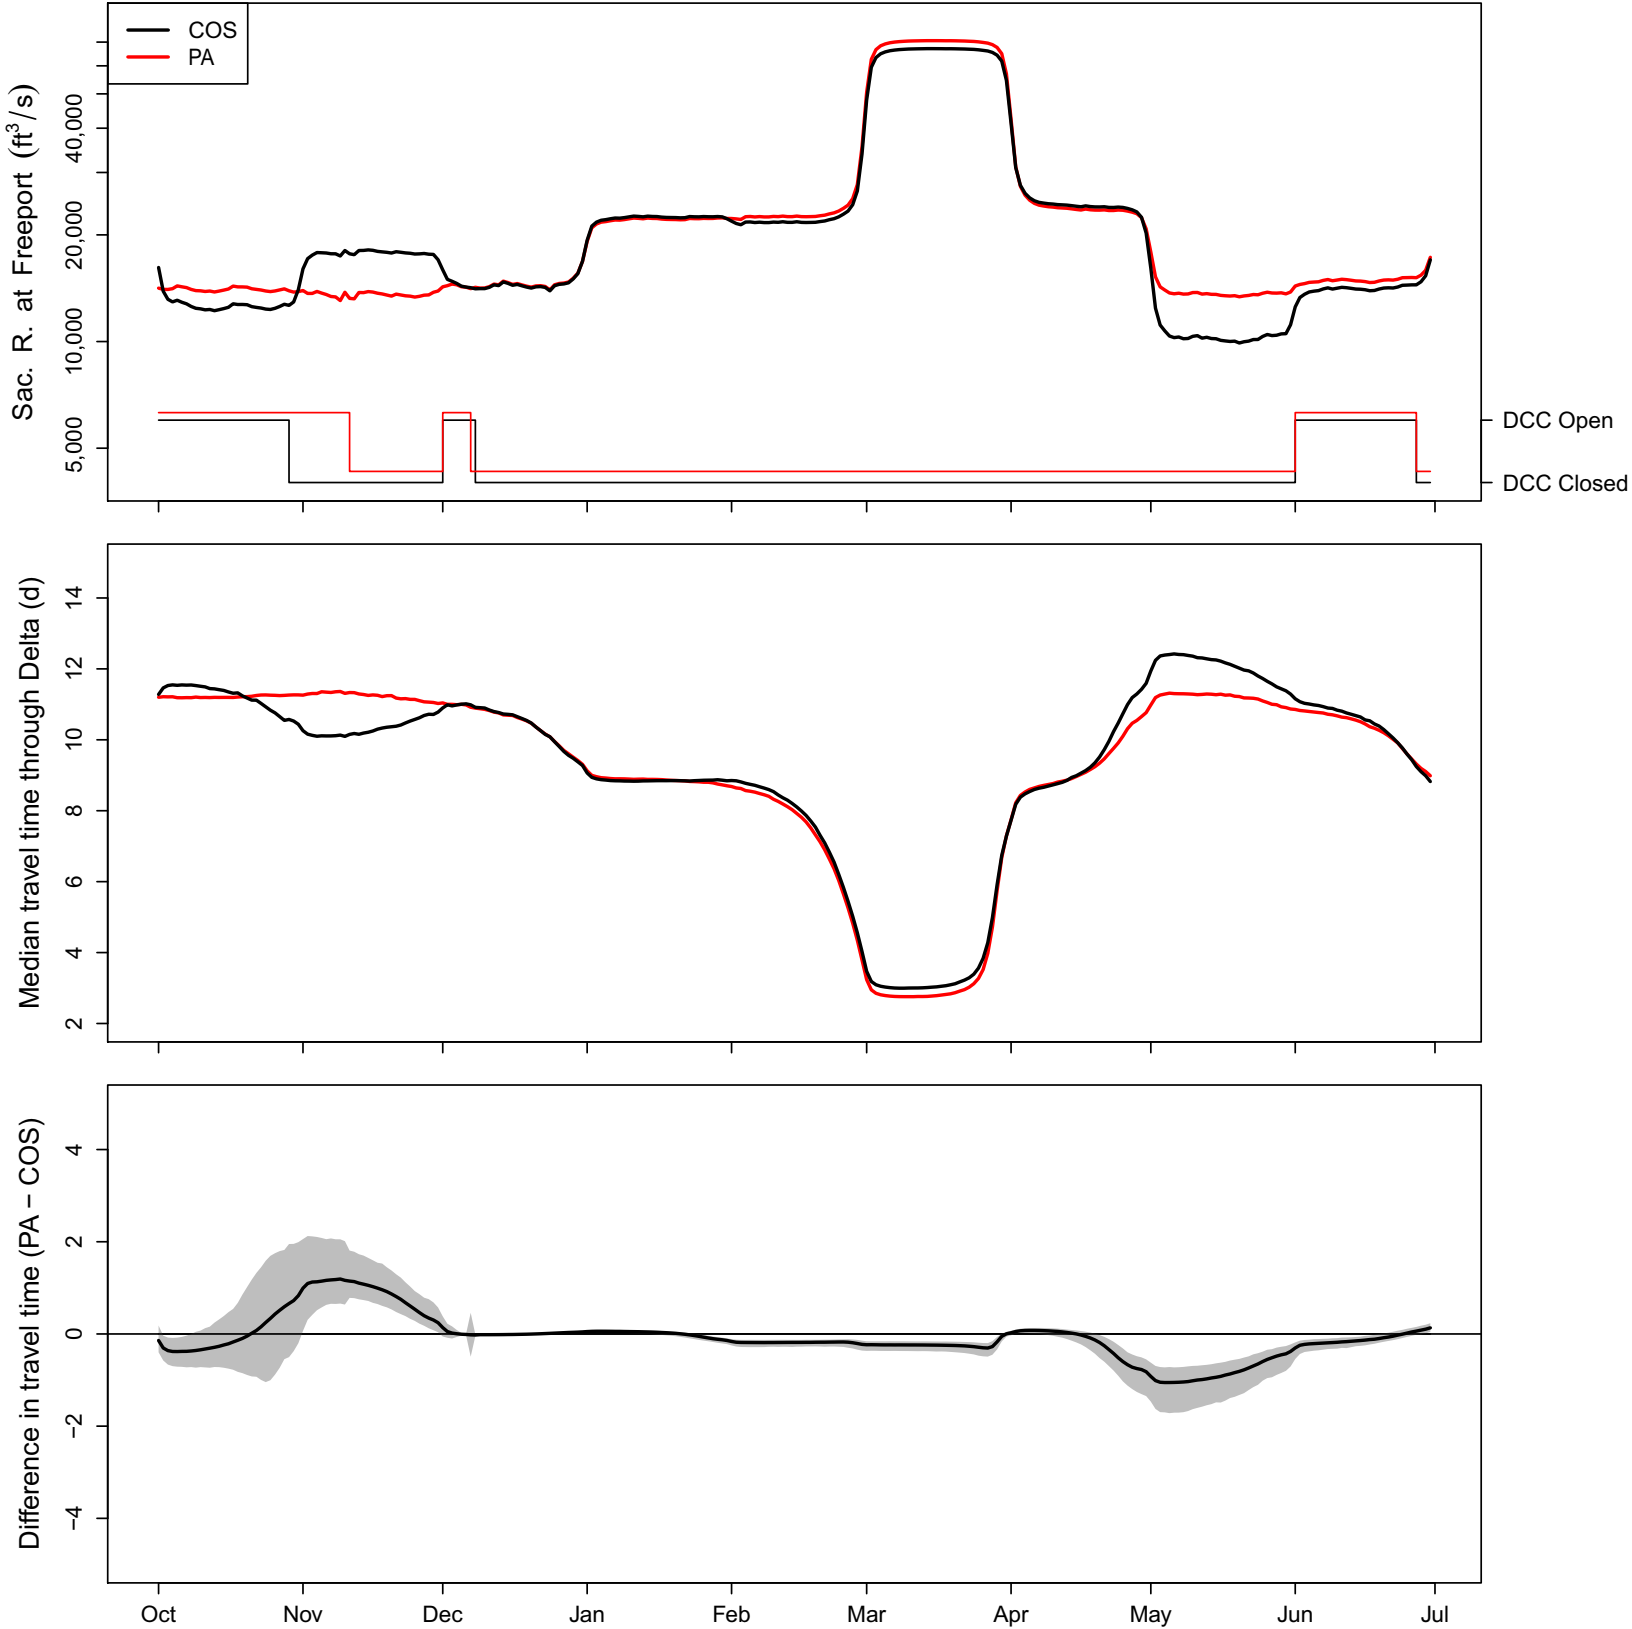 COS
PA
Sac. R. at Freeport (ft³/s)
40,000
20,000
10,000
5,000
DCC Open
DCC Closed
Median travel time through Delta (d)
14
12
10
8
6
4
2
Difference in travel time (PA − COS)
4
2
0
−2
−4
Oct Nov Dec Jan Feb Mar Apr May Jun Jul